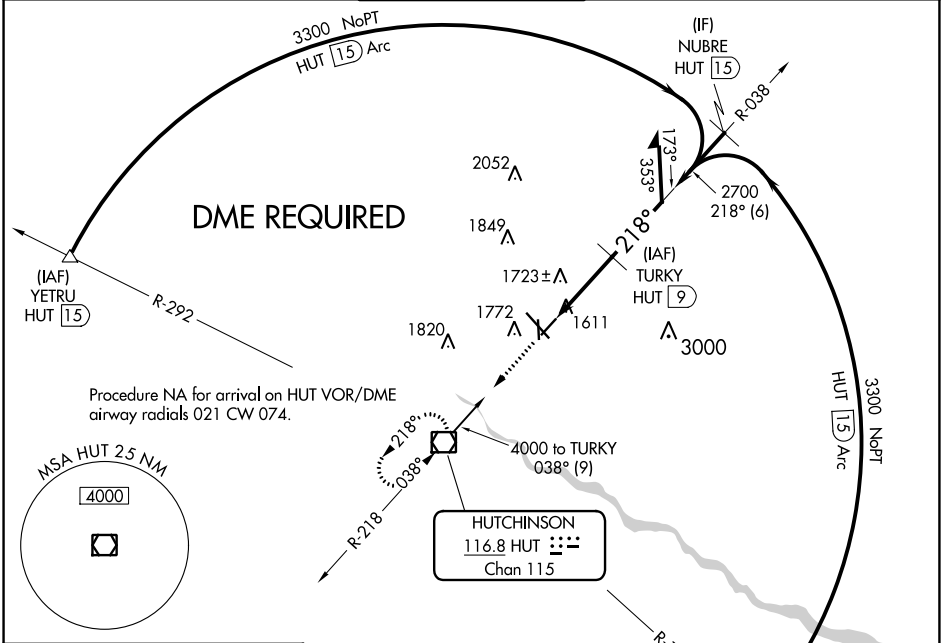 3300 NoPT
HUT 15 Arc
(IF)
NUBRE
HUT 15
R-038
173°
353°
2052
2700
218° (6)
DME REQUIRED
1849
218°
(IAF)
TURKY
HUT 9
(IAF)
YETRU
HUT 15
R-292
1723±
1772
1611
1820
3000
Procedure NA for arrival on HUT VOR/DME
airway radials 021 CW 074.
3300 NoPT
HUT 15 Arc
218°
038°
4000 to TURKY
038° (9)
MSA HUT 25 NM
4000
R-218
HUTCHINSON
116.8 HUT
Chan 115